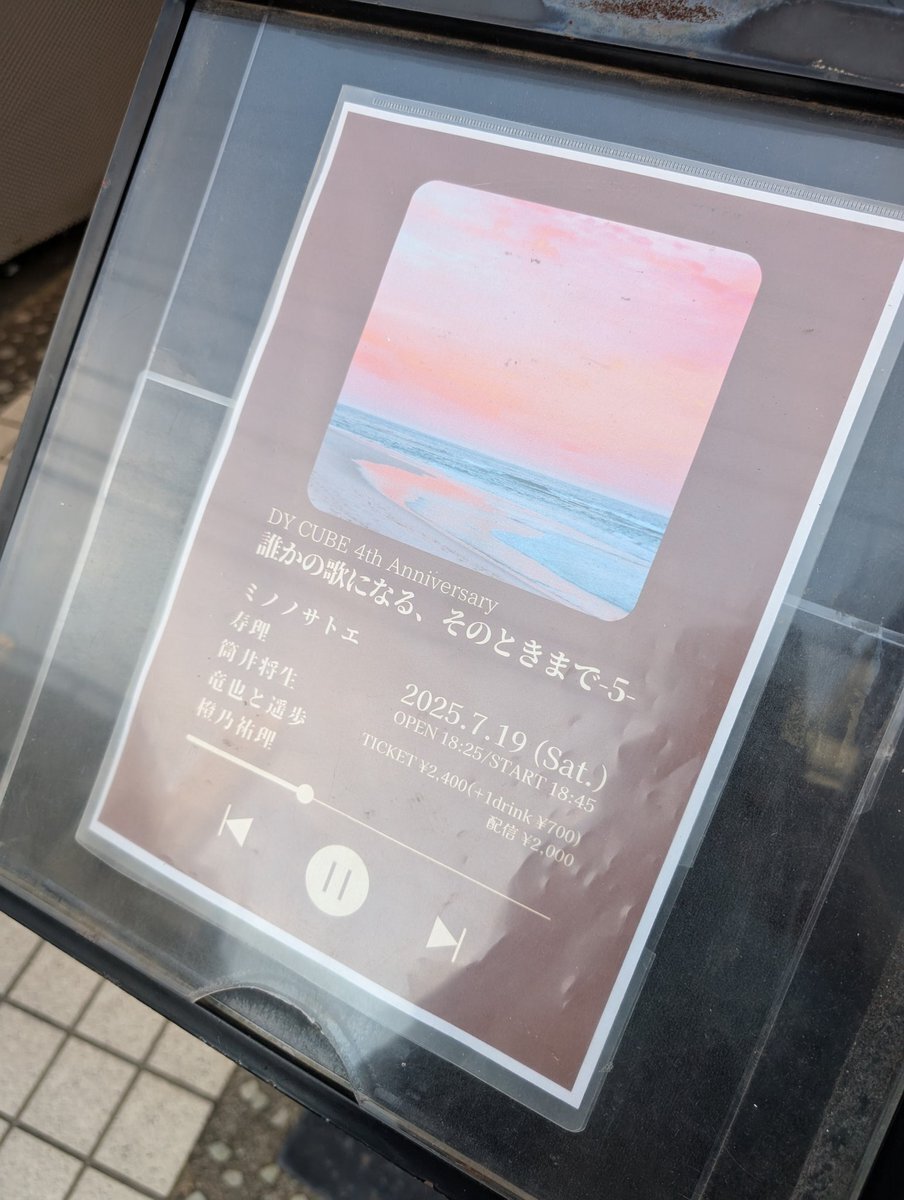 DY CUBE 4th Anniversary
誰かの歌になる、そのときまで-5-
ミノノサトエ
寿理
筒井将生
竜也と遥歩
橙乃祐理
2025.7.19 (Sat.)
OPEN 18:25/START 18:45
TICKET ¥2,400(+1drink ¥700)
配信 ¥2,000